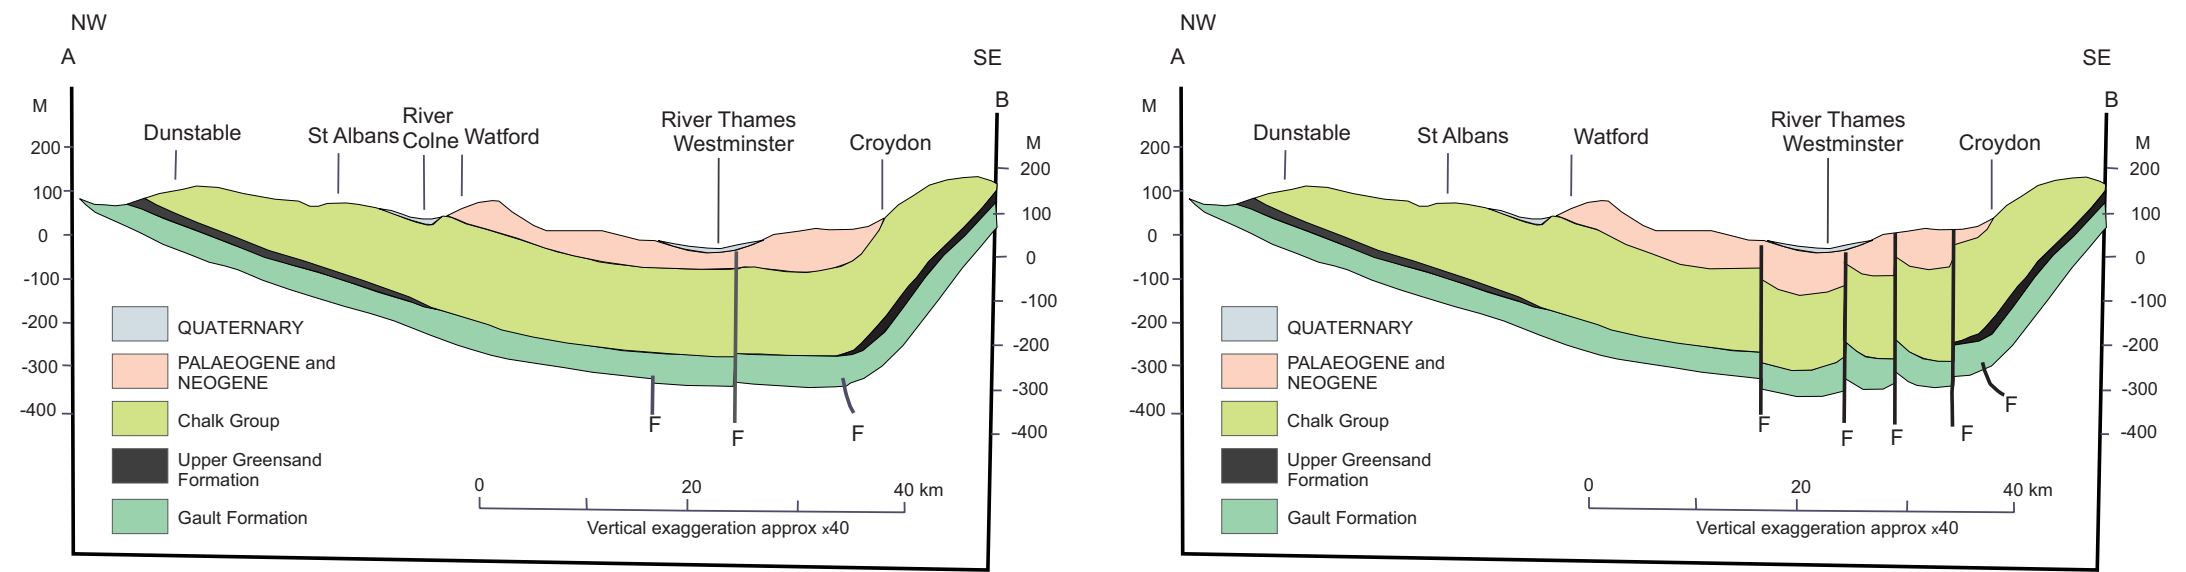 NW
A
SE
B
M
M
Dunstable
St Albans
River
Colne
Watford
River Thames
Westminster
Croydon
200
100
0
-100
-200
-300
-400
200
100
0
-100
-200
-300
-400
QUATERNARY
PALAEOGENE and
NEOGENE
Chalk Group
Upper Greensand
Formation
Gault Formation
F
F
F
0
20
40 km
Vertical exaggeration approx x40
NW
A
SE
B
M
M
Dunstable
St Albans
Watford
River Thames
Westminster
Croydon
200
100
0
-100
-200
-300
-400
200
100
0
-100
-200
-300
-400
QUATERNARY
PALAEOGENE and
NEOGENE
Chalk Group
Upper Greensand
Formation
Gault Formation
F
F
F
F
F
0
20
40 km
Vertical exaggeration approx x40